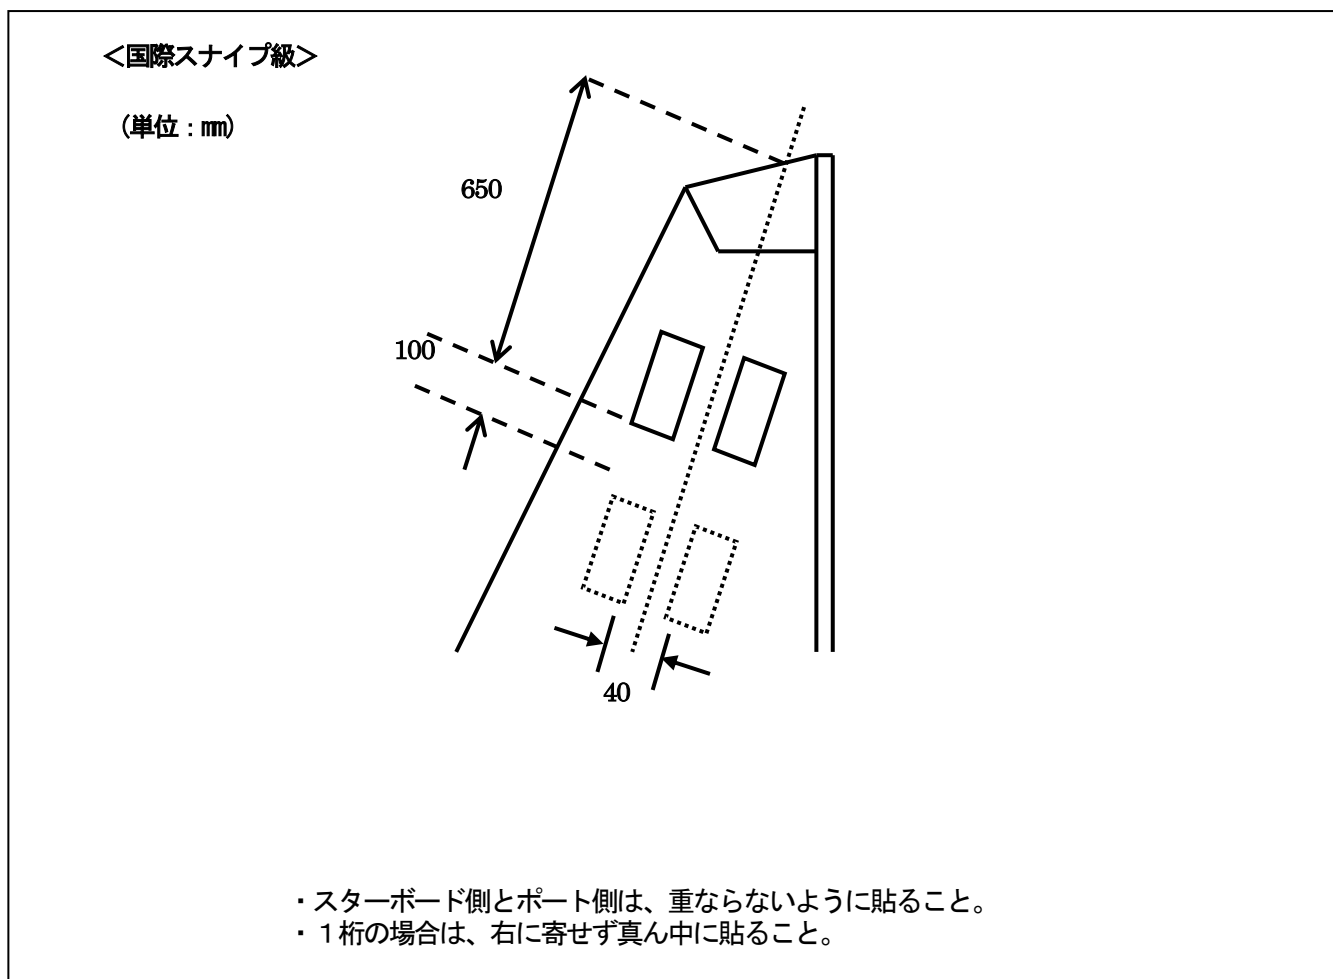 ＜国際スナイプ級＞
（単位：㎜）
650
100
40
・スターボード側とポート側は、重ならないように貼ること。
・１桁の場合は、右に寄せず真ん中に貼ること。